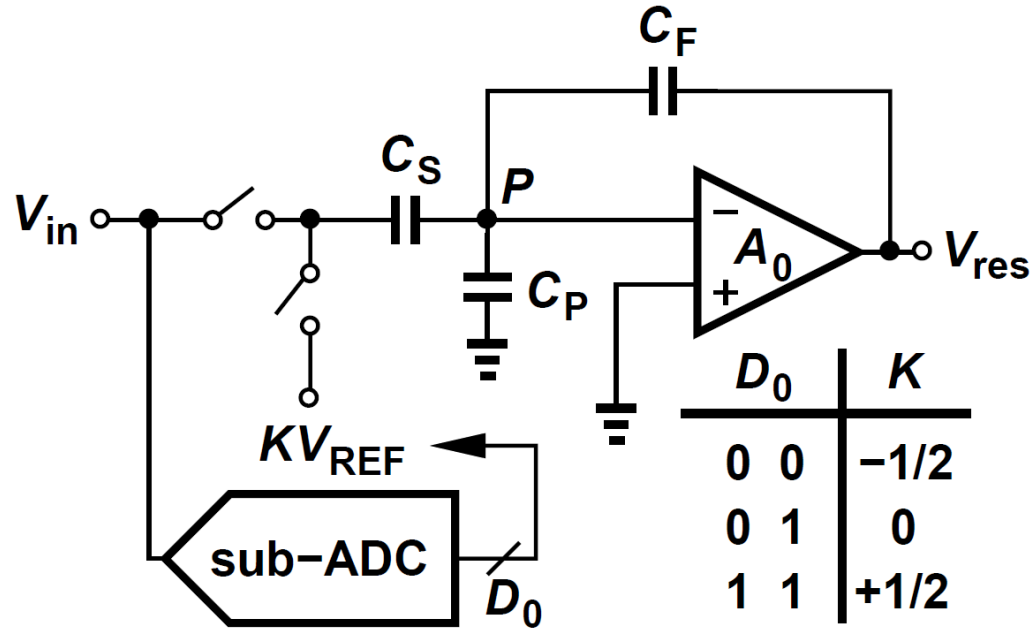 C_F
C_S
P
V_in
C_P
−
A_0
+
V_res
KV_REF
sub−ADC
D_0
D_0 K
0 0 −1/2
0 1 0
1 1 +1/2